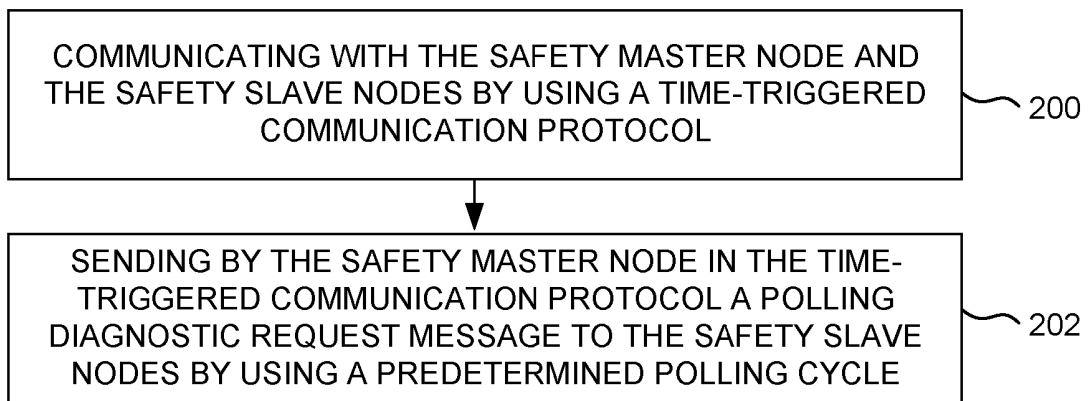 COMMUNICATING WITH THE SAFETY MASTER NODE AND
THE SAFETY SLAVE NODES BY USING A TIME-TRIGGERED
COMMUNICATION PROTOCOL
200
SENDING BY THE SAFETY MASTER NODE IN THE TIME-
TRIGGERED COMMUNICATION PROTOCOL A POLLING
DIAGNOSTIC REQUEST MESSAGE TO THE SAFETY SLAVE
NODES BY USING A PREDETERMINED POLLING CYCLE
202